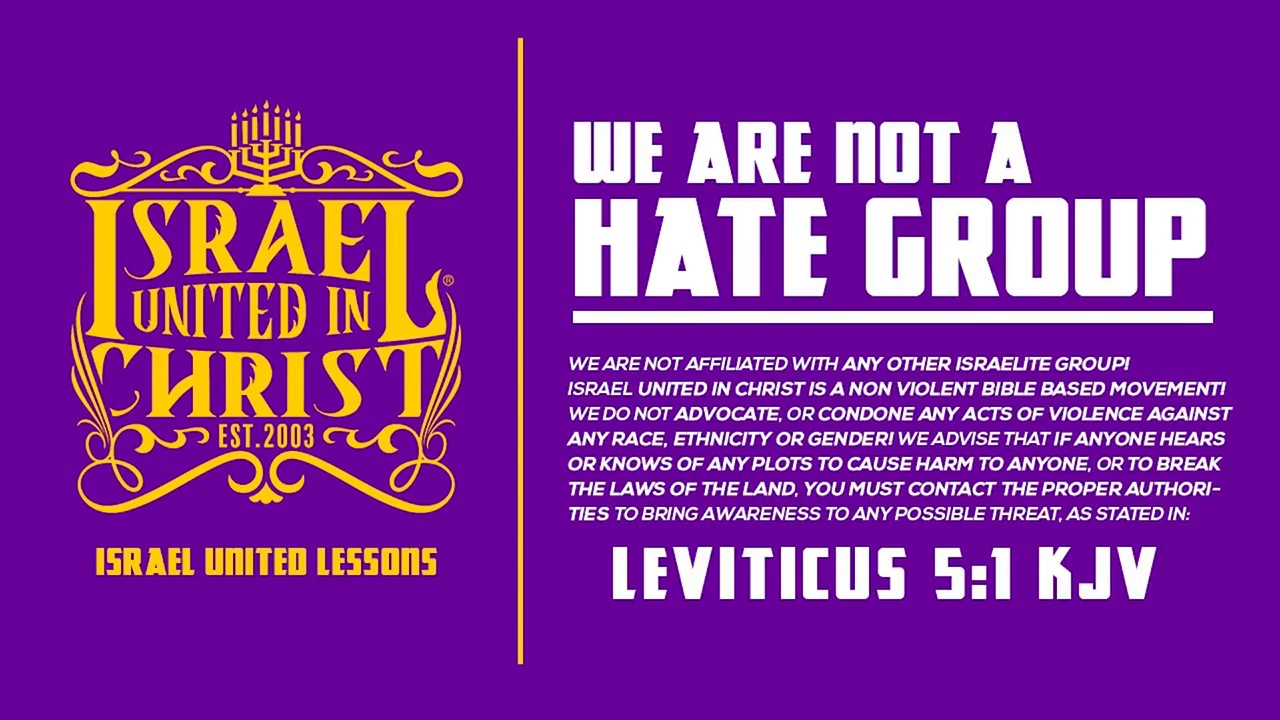 ISRAEL
UNITED IN
CHRIST
®
EST.2003
ISRAEL UNITED LESSONS
WE ARE NOT A
HATE GROUP
WE ARE NOT AFFILIATED WITH ANY OTHER ISRAELITE GROUP!
ISRAEL UNITED IN CHRIST IS A NON VIOLENT BIBLE BASED MOVEMENT!
WE DO NOT ADVOCATE, OR CONDONE ANY ACTS OF VIOLENCE AGAINST
ANY RACE, ETHNICITY OR GENDER! WE ADVISE THAT IF ANYONE HEARS
OR KNOWS OF ANY PLOTS TO CAUSE HARM TO ANYONE, OR TO BREAK
THE LAWS OF THE LAND, YOU MUST CONTACT THE PROPER AUTHORI-
TIES TO BRING AWARENESS TO ANY POSSIBLE THREAT, AS STATED IN:
LEVITICUS 5:1 KJV